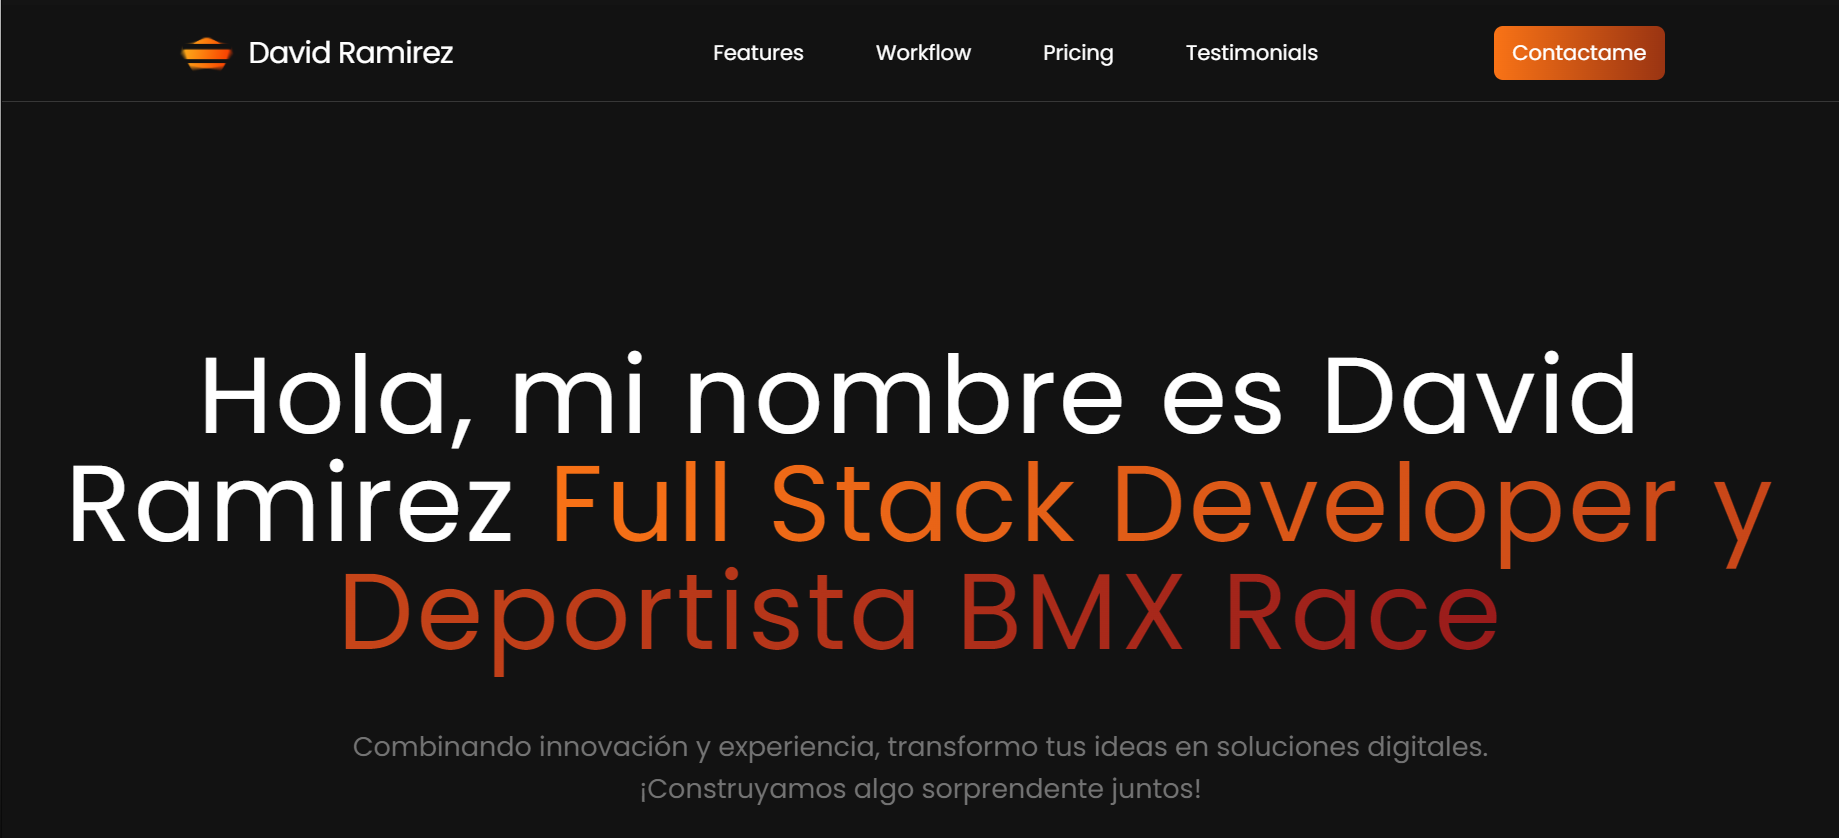 David Ramirez
Features
Workflow
Pricing
Testimonials
Contactame
Hola, mi nombre es David
Ramirez Full Stack Developer y
Deportista BMX Race
Combinando innovación y experiencia, transformo tus ideas en soluciones digitales.
¡Construyamos algo sorprendente juntos!